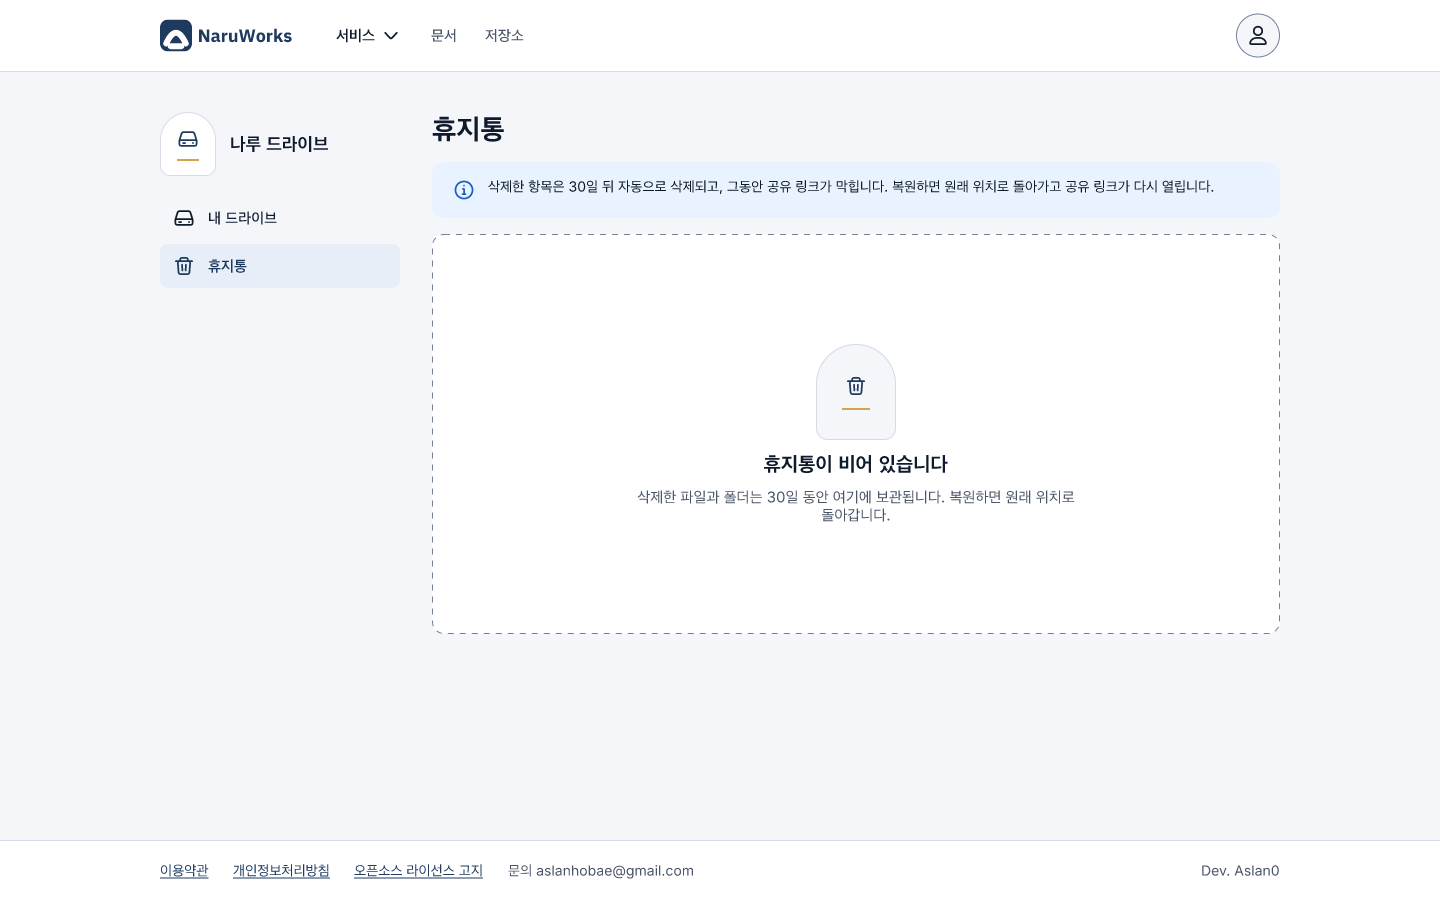 NaruWorks
서비스
문서
저장소
나루 드라이브
내 드라이브
휴지통
휴지통
삭제한 항목은 30일 뒤 자동으로 삭제되고, 그동안 공유 링크가 막힙니다. 복원하면 원래 위치로 돌아가고 공유 링크가 다시 열립니다.
휴지통이 비어 있습니다
삭제한 파일과 폴더는 30일 동안 여기에 보관됩니다. 복원하면 원래 위치로
돌아갑니다.
이용약관
개인정보처리방침
오픈소스 라이선스 고지
문의 aslanhobae@gmail.com
Dev. Aslan0